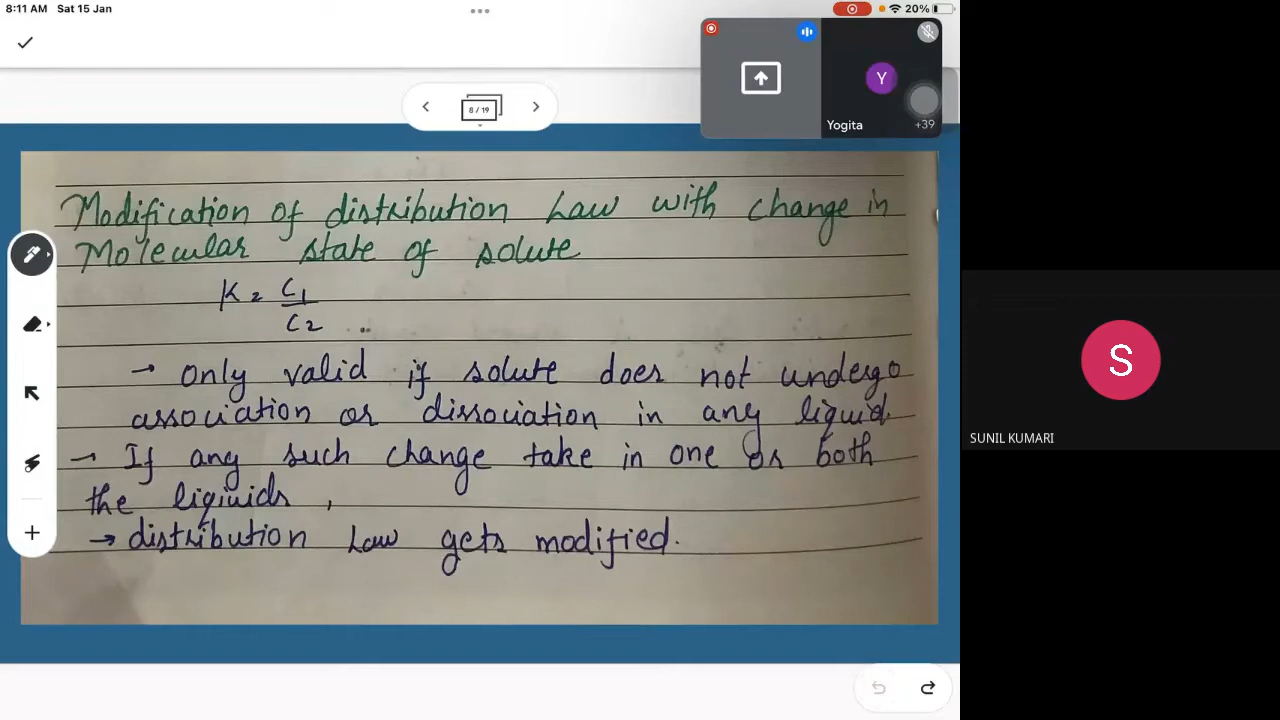 8:11 AM Sat 15 Jan
20%
8 / 19
Y
Yogita
+39
Modification of distribution Law with change in
Molecular state of solute
K = C1
C2
→ Only valid if solute does not undergo
association or dissociation in any liquid.
→ If any such change take in one or both
the liquids,
→ distribution Law gets modified.
S
SUNIL KUMARI